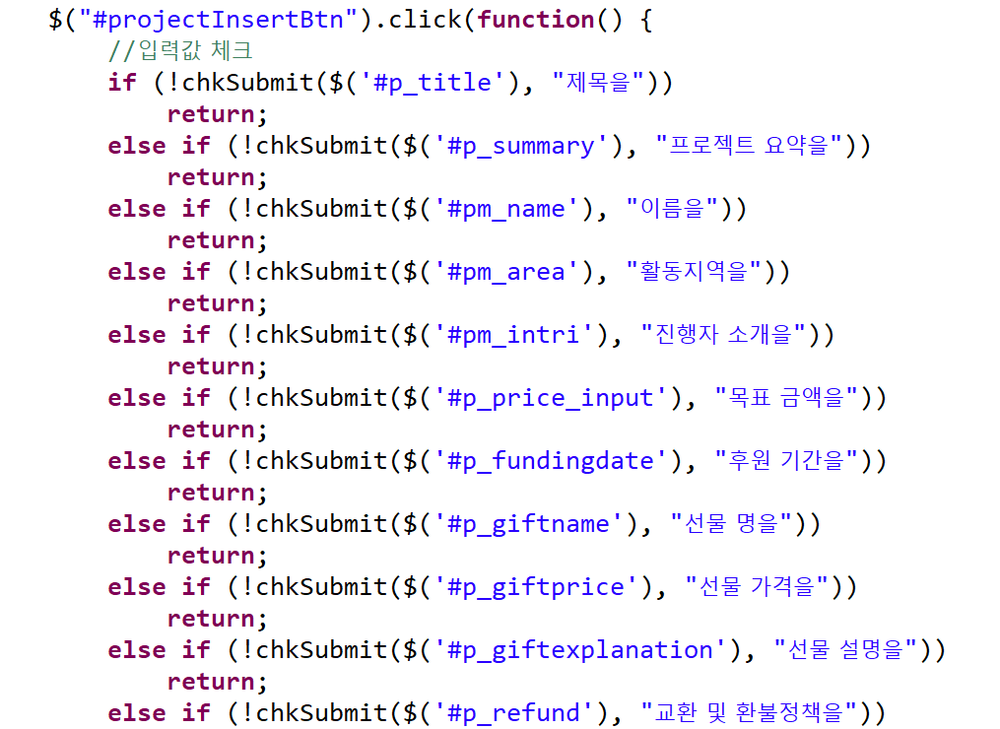 $("#projectInsertBtn").click(function() {
    //입력값 체크
    if (!chkSubmit($('#p_title'), "제목을"))
        return;
    else if (!chkSubmit($('#p_summary'), "프로젝트 요약을"))
        return;
    else if (!chkSubmit($('#pm_name'), "이름을"))
        return;
    else if (!chkSubmit($('#pm_area'), "활동지역을"))
        return;
    else if (!chkSubmit($('#pm_intri'), "진행자 소개을"))
        return;
    else if (!chkSubmit($('#p_price_input'), "목표 금액을"))
        return;
    else if (!chkSubmit($('#p_fundingdate'), "후원 기간을"))
        return;
    else if (!chkSubmit($('#p_giftname'), "선물 명을"))
        return;
    else if (!chkSubmit($('#p_giftprice'), "선물 가격을"))
        return;
    else if (!chkSubmit($('#p_giftexplanation'), "선물 설명을"))
        return;
    else if (!chkSubmit($('#p_refund'), "교환 및 환불정책을"))